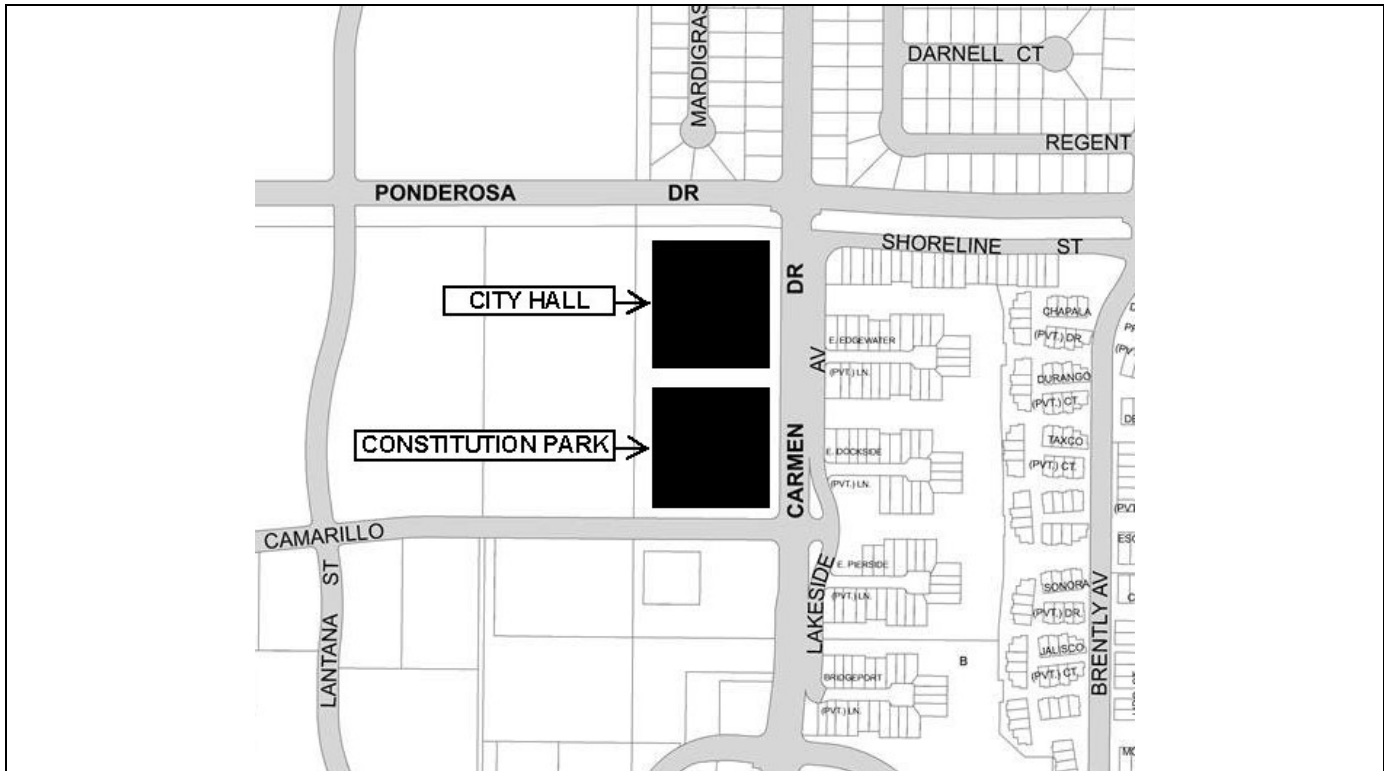 MARDIGRAS
DARNELL CT
REGENT
PONDEROSA DR
SHORELINE ST
CITY HALL
DR
CHAPALA
(PVT.) DR.
E. EDGEWATER
(PVT.) LN.
AV
DURANGO
(PVT.) CT.
CONSTITUTION PARK
CARMEN
TAXCO
(PVT.) CT.
E. DOCKSIDE
(PVT.) LN.
CAMARILLO
LANTANA ST
LAKESIDE
E. PIERSIDE
(PVT.) LN.
SONORA
(PVT.) DR.
BRENTLY AV
JALISCO
(PVT.) CT.
B
BRIDGEPORT
(PVT.) LN.